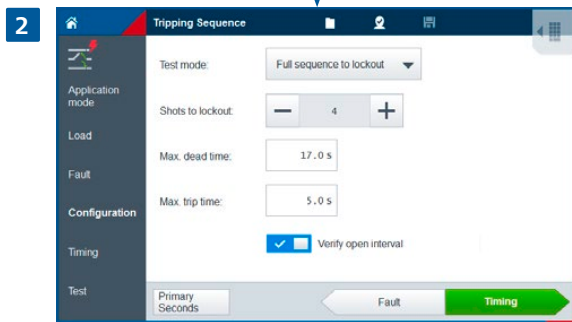 2
Tripping Sequence
Application
mode
Load
Fault
Configuration
Timing
Test
Test mode:
Full sequence to lockout
Shots to lockout:
4
Max. dead time:
17.0 s
Max. trip time:
5.0 s
Verify open interval
Primary
Seconds
Fault
Timing